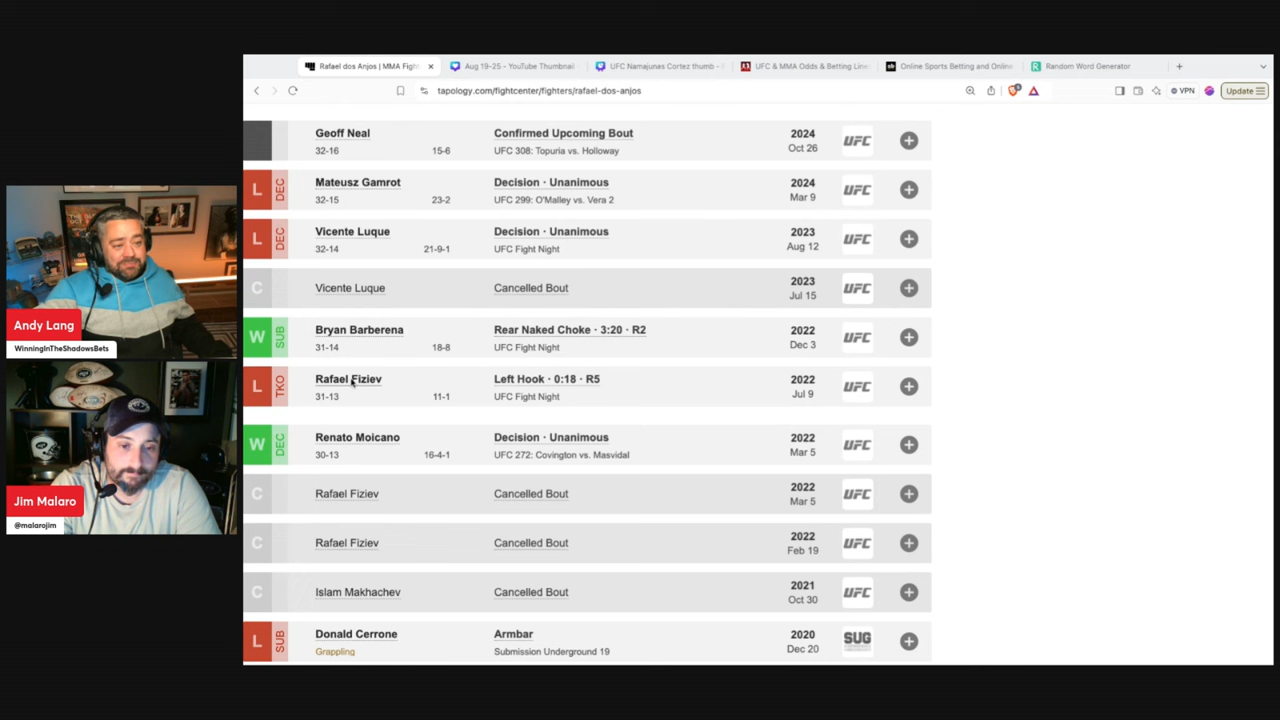 Rafael dos Anjos | MMA Fight
Aug 19-25 - YouTube Thumbnail
UFC Namajunas Cortez thumb -
UFC & MMA Odds & Betting Line
Online Sports Betting and Online
Random Word Generator
tapology.com/fightcenter/fighters/rafael-dos-anjos
VPN
Update
Geoff Neal Confirmed Upcoming Bout 2024 UFC
32-16 15-6 UFC 308: Topuria vs. Holloway Oct 26
L DEC Mateusz Gamrot Decision · Unanimous 2024 UFC
32-15 23-2 UFC 299: O'Malley vs. Vera 2 Mar 9
L DEC Vicente Luque Decision · Unanimous 2023 UFC
32-14 21-9-1 UFC Fight Night Aug 12
C Vicente Luque Cancelled Bout 2023 Jul 15 UFC
W SUB Bryan Barberena Rear Naked Choke · 3:20 · R2 2022 UFC
31-14 18-8 UFC Fight Night Dec 3
L TKO Rafael Fiziev Left Hook · 0:18 · R5 2022 UFC
31-13 11-1 UFC Fight Night Jul 9
W DEC Renato Moicano Decision · Unanimous 2022 UFC
30-13 16-4-1 UFC 272: Covington vs. Masvidal Mar 5
C Rafael Fiziev Cancelled Bout 2022 Mar 5 UFC
C Rafael Fiziev Cancelled Bout 2022 Feb 19 UFC
C Islam Makhachev Cancelled Bout 2021 Oct 30 UFC
L SUB Donald Cerrone Armbar 2020 SUG
Grappling Submission Underground 19 Dec 20
Andy Lang
WinningInTheShadowsBets
Jim Malaro
@malarojim